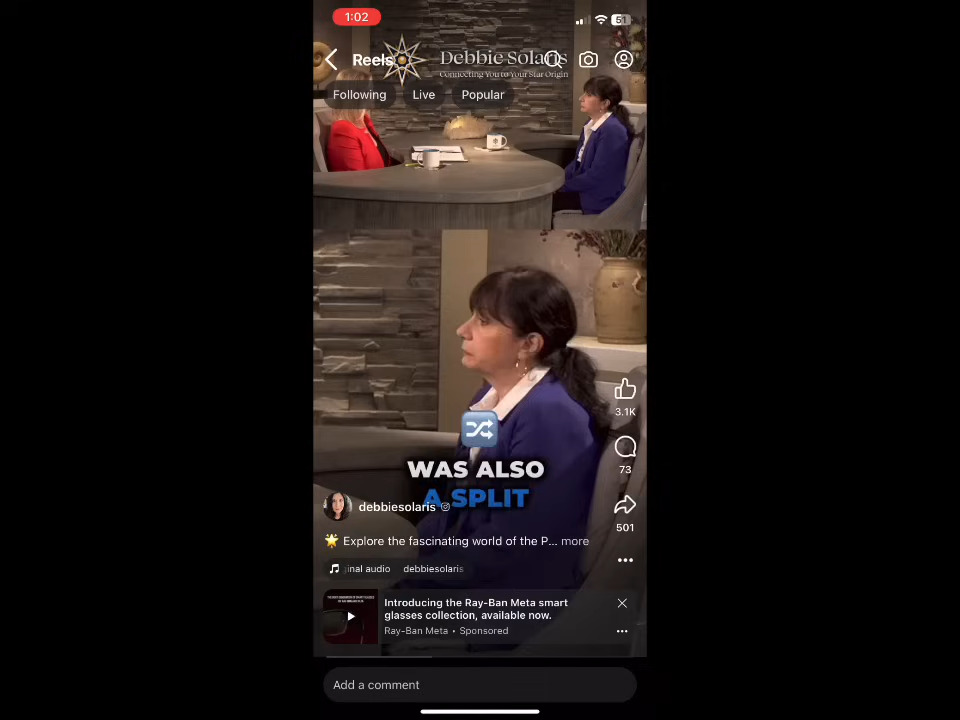 1:02
51
Reels
Debbie Solaris
Connecting You to Your Star Origin
Following
Live
Popular
3.1K
WAS ALSO
73
A SPLIT
debbiesolaris
501
🌟 Explore the fascinating world of the P... more
inal audio debbiesolaris
Introducing the Ray-Ban Meta smart
glasses collection, available now.
Ray-Ban Meta • Sponsored
Add a comment